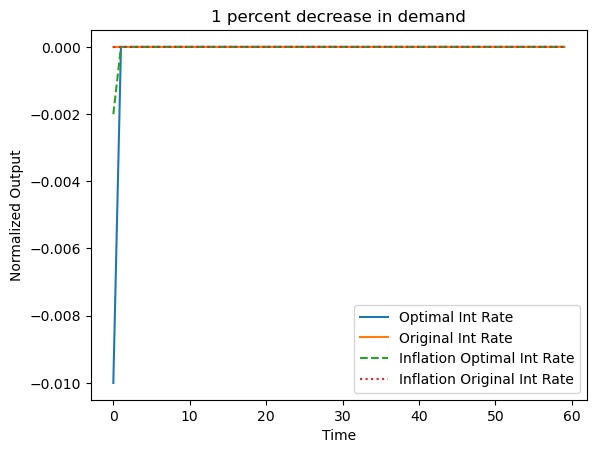 1 percent decrease in demand
Normalized Output
0.000
−0.002
−0.004
−0.006
−0.008
−0.010
Optimal Int Rate
Original Int Rate
Inflation Optimal Int Rate
Inflation Original Int Rate
0 10 20 30 40 50 60
Time